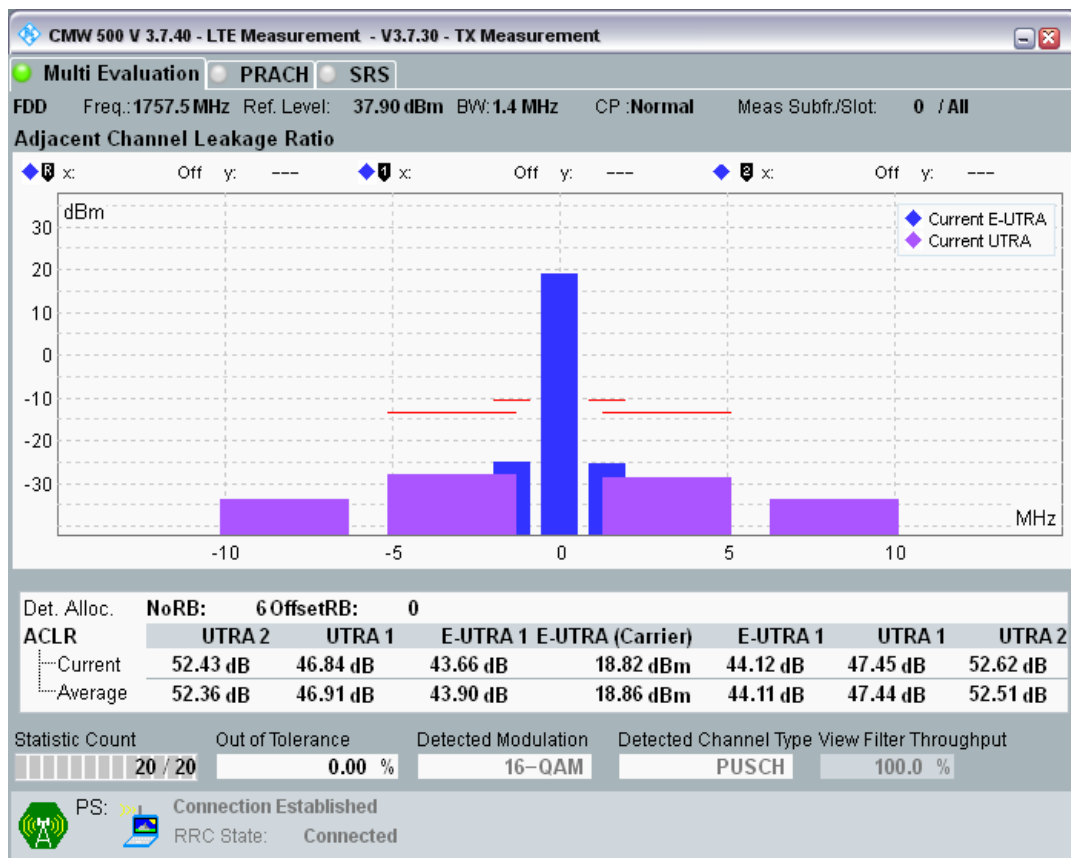 CMW 500 V 3.7.40 - LTE Measurement - V3.7.30 - TX Measurement
Multi Evaluation PRACH SRS
FDD Freq.: 1757.5 MHz Ref. Level: 37.90 dBm BW: 1.4 MHz CP :Normal Meas Subfr./Slot: 0 / All
Adjacent Channel Leakage Ratio
R x: Off y: --- 1 x: Off y: --- 2 x: Off y: ---
dBm
Current E-UTRA
Current UTRA
30
20
10
0
-10
-20
-30
MHz
-10 -5 0 5 10
Det. Alloc. NoRB: 6 OffsetRB: 0
ACLR UTRA 2 UTRA 1 E-UTRA 1 E-UTRA (Carrier) E-UTRA 1 UTRA 1 UTRA 2
Current 52.43 dB 46.84 dB 43.66 dB 18.82 dBm 44.12 dB 47.45 dB 52.62 dB
Average 52.36 dB 46.91 dB 43.90 dB 18.86 dBm 44.11 dB 47.44 dB 52.51 dB
Statistic Count Out of Tolerance Detected Modulation Detected Channel Type View Filter Throughput
20 / 20 0.00 % 16-QAM PUSCH 100.0 %
PS: Connection Established
RRC State: Connected